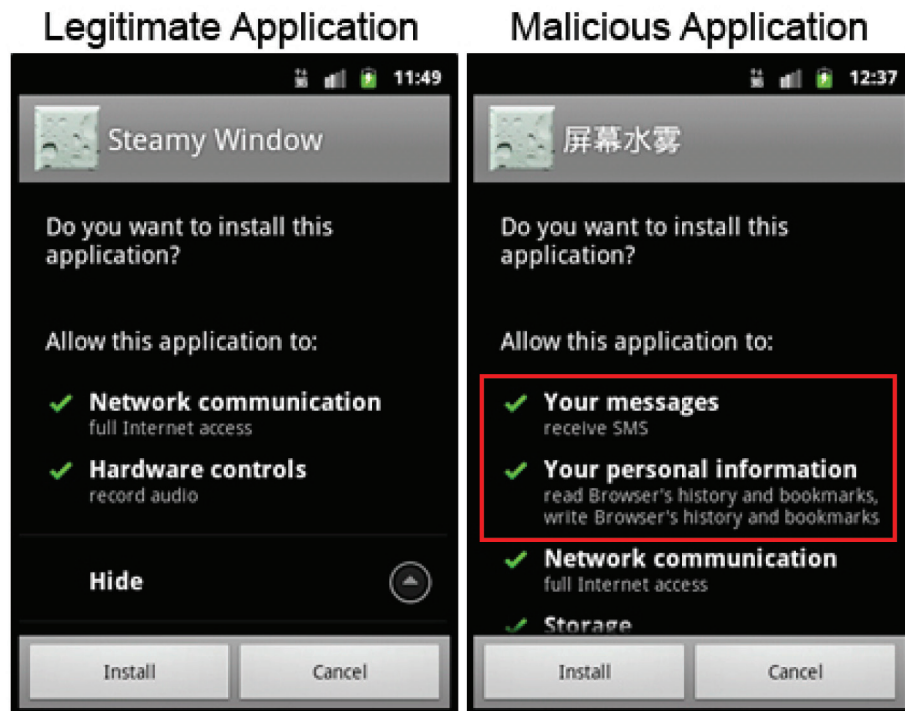 Legitimate Application
11:49
Steamy Window
Do you want to install this
application?
Allow this application to:
Network communication
full Internet access
Hardware controls
record audio
Hide
Install
Cancel
Malicious Application
12:37
屏幕水雾
Do you want to install this
application?
Allow this application to:
Your messages
receive SMS
Your personal information
read Browser's history and bookmarks,
write Browser's history and bookmarks
Network communication
full Internet access
Storage
Install
Cancel